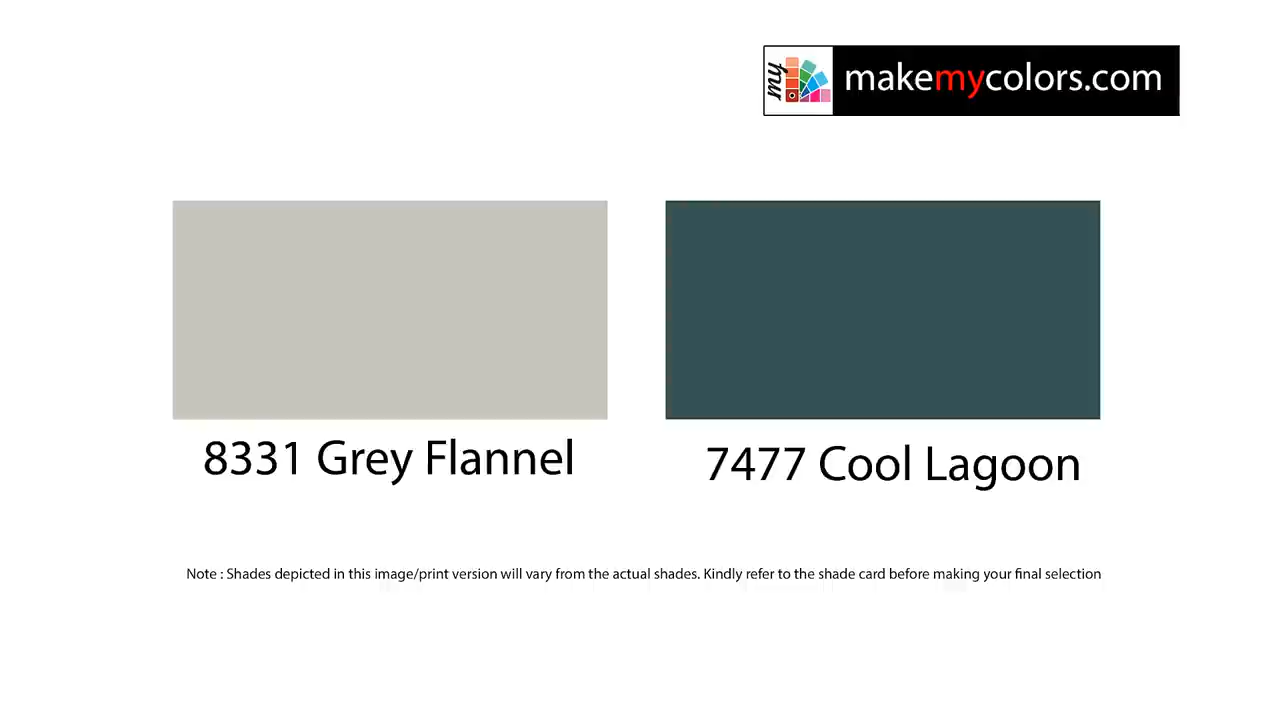 my
makemycolors.com
8331 Grey Flannel
7477 Cool Lagoon
Note : Shades depicted in this image/print version will vary from the actual shades. Kindly refer to the shade card before making your final selection